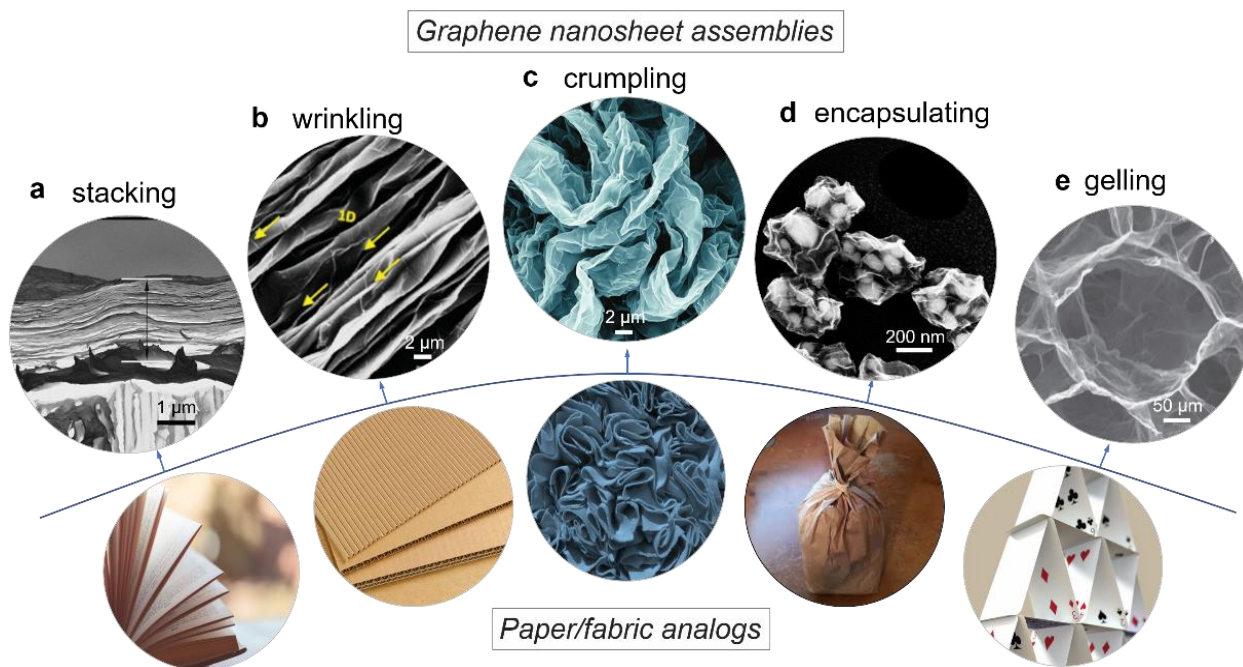 Graphene nanosheet assemblies
c crumpling
b wrinkling
d encapsulating
a stacking
e gelling
1D
2 µm
2 µm
200 nm
50 µm
1 µm
Paper/fabric analogs